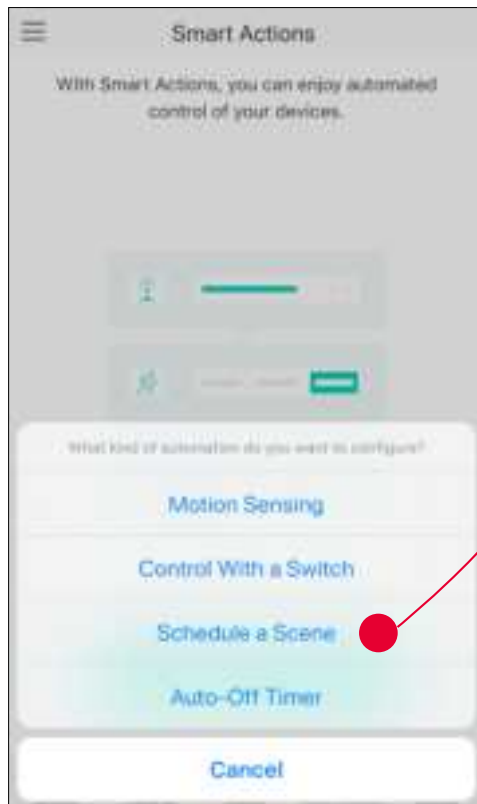 Smart Actions
With Smart Actions, you can enjoy automated
control of your devices.
What kind of automation do you want to configure?
Motion Sensing
Control With a Switch
Schedule a Scene
Auto-Off Timer
Cancel